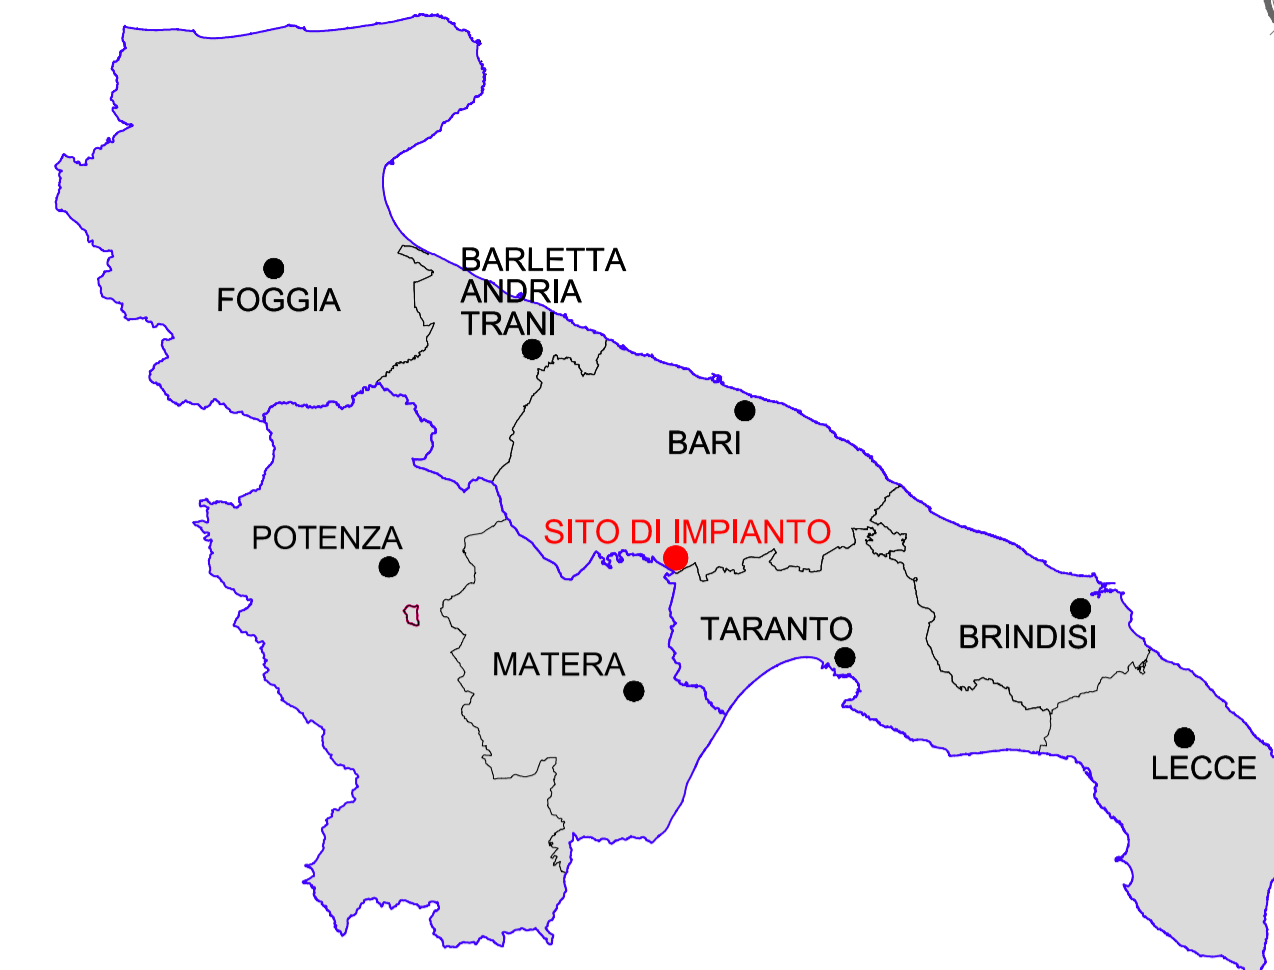 BARLETTA
ANDRIA
TRANI
FOGGIA
BARI
SITO DI IMPIANTO
POTENZA
TARANTO
BRINDISI
MATERA
LECCE